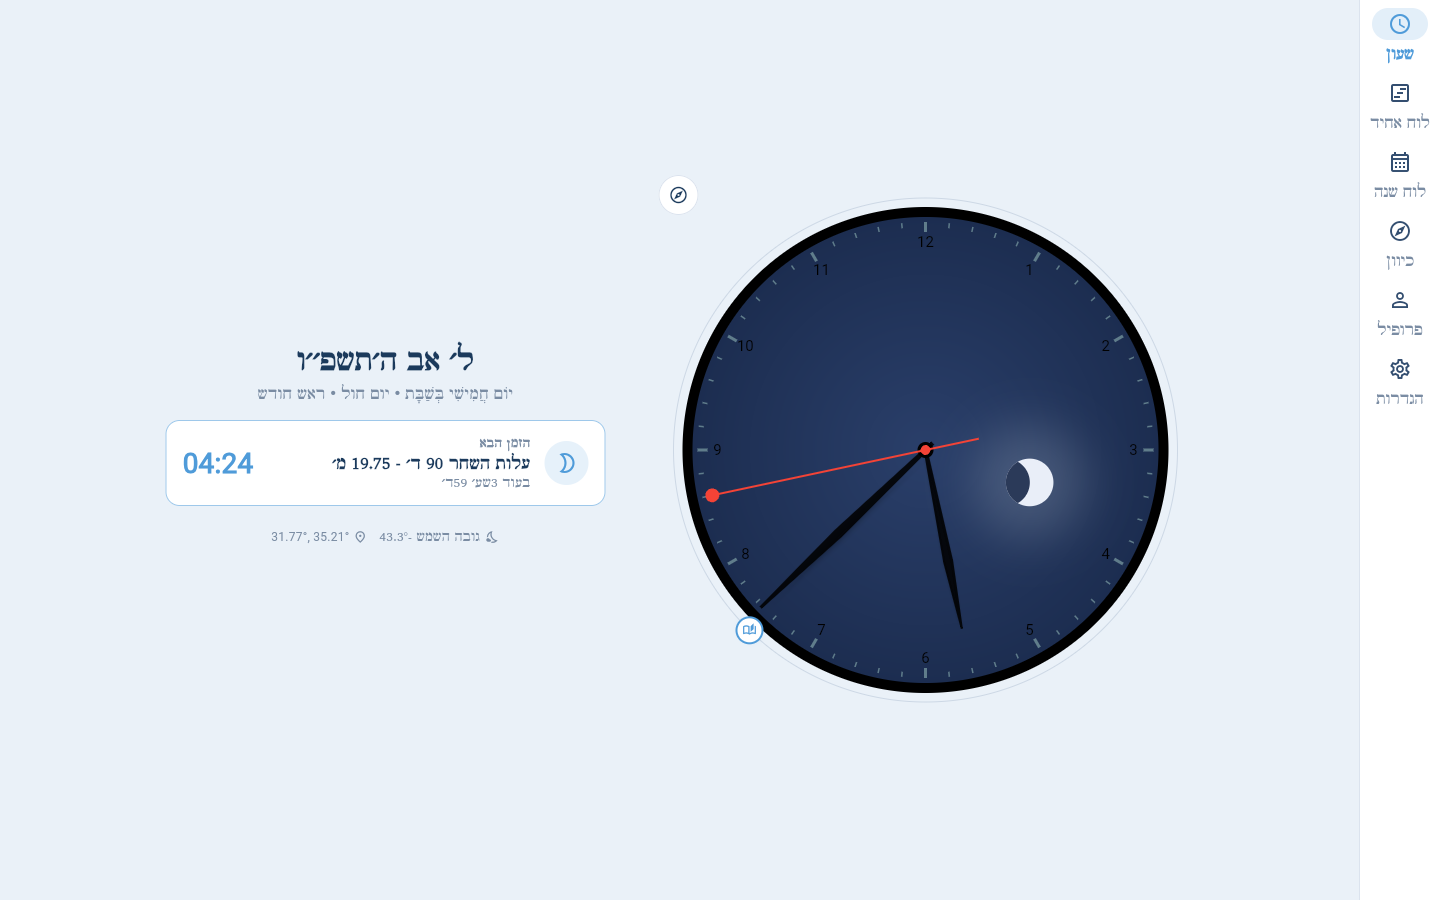 שעון
לוח אחיד
לוח שנה
כיוון
פרופיל
הגדרות
12
1
2
3
4
5
6
7
8
9
10
11
ל׳ אב ה׳תשפ״ו
יוֹם חֲמִישִׁי בְּשַׁבָּת • יום חול • ראש חודש
הזמן הבא
עלות השחר 90 ד׳ - 19.75 מ׳
בעוד 3שע׳ 59ד׳
04:24
גובה השמש -43.3°
31.77°, 35.21°